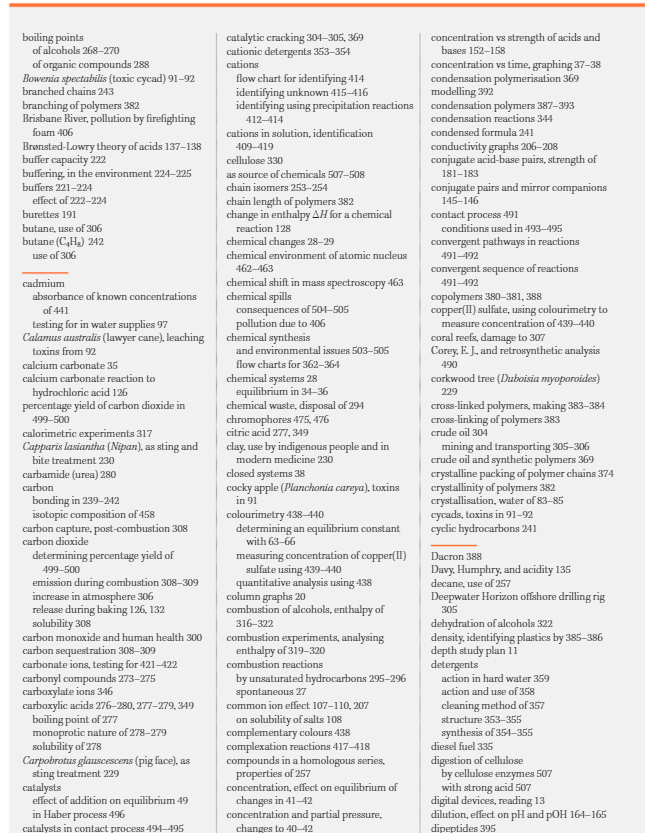 boiling points
of alcohols 268–270
of organic compounds 288
Bowenia spectabilis (toxic cycad) 91–92
branched chains 243
branching of polymers 382
Brisbane River, pollution by firefighting
foam 406
Brønsted-Lowry theory of acids 137–138
buffer capacity 222
buffering, in the environment 224–225
buffers 221–224
effect of 222–224
burettes 191
butane, use of 306
butane (C₄H₈) 242
use of 306
cadmium
absorbance of known concentrations
of 441
testing for in water supplies 97
Calamus australis (lawyer cane), leaching
toxins from 92
calcium carbonate 35
calcium carbonate reaction to
hydrochloric acid 126
percentage yield of carbon dioxide in
499–500
calorimetric experiments 317
Capparis lasiantha (Nipan), as sting and
bite treatment 230
carbamide (urea) 280
carbon
bonding in 239–242
isotopic composition of 458
carbon capture, post-combustion 308
carbon dioxide
determining percentage yield of
499–500
emission during combustion 308–309
increase in atmosphere 306
release during baking 126, 132
solubility 308
carbon monoxide and human health 300
carbon sequestration 308–309
carbonate ions, testing for 421–422
carbonyl compounds 273–275
carboxylate ions 346
carboxylic acids 276–280, 277–279, 349
boiling point of 277
monoprotic nature of 278–279
solubility of 278
Carpobrotus glauscescens (pig face), as
sting treatment 229
catalysts
effect of addition on equilibrium 49
in Haber process 496
catalysts in contact process 494–495
catalytic cracking 304–305, 369
cationic detergents 353–354
cations
flow chart for identifying 414
identifying unknown 415–416
identifying using precipitation reactions
412–414
cations in solution, identification
409–419
cellulose 330
as source of chemicals 507–508
chain isomers 253–254
chain length of polymers 382
change in enthalpy ΔH for a chemical
reaction 128
chemical changes 28–29
chemical environment of atomic nucleus
462–463
chemical shift in mass spectroscopy 463
chemical spills
consequences of 504–505
pollution due to 406
chemical synthesis
and environmental issues 503–505
flow charts for 362–364
chemical systems 28
equilibrium in 34–36
chemical waste, disposal of 294
chromophores 475, 476
citric acid 277, 349
clay, use by indigenous people and in
modern medicine 230
closed systems 38
cocky apple (Planchonia careya), toxins
in 91
colourimetry 438–440
determining an equilibrium constant
with 63–66
measuring concentration of copper(II)
sulfate using 439–440
quantitative analysis using 438
column graphs 20
combustion of alcohols, enthalpy of
316–322
combustion experiments, analysing
enthalpy of 319–320
combustion reactions
by unsaturated hydrocarbons 295–296
spontaneous 27
common ion effect 107–110, 207
on solubility of salts 108
complementary colours 438
complexation reactions 417–418
compounds in a homologous series,
properties of 257
concentration, effect on equilibrium of
changes in 41–42
concentration and partial pressure,
changes to 40–42
concentration vs strength of acids and
bases 152–158
concentration vs time, graphing 37–38
condensation polymerisation 369
modelling 392
condensation polymers 387–393
condensation reactions 344
condensed formula 241
conductivity graphs 206–208
conjugate acid-base pairs, strength of
181–183
conjugate pairs and mirror companions
145–146
contact process 491
conditions used in 493–495
convergent pathways in reactions
491–492
convergent sequence of reactions
491–492
copolymers 380–381, 388
copper(II) sulfate, using colourimetry to
measure concentration of 439–440
coral reefs, damage to 307
Corey, E. J., and retrosynthetic analysis
490
corkwood tree (Duboisia myoporoides)
229
cross-linked polymers, making 383–384
cross-linking of polymers 383
crude oil 304
mining and transporting 305–306
crude oil and synthetic polymers 369
crystalline packing of polymer chains 374
crystallinity of polymers 382
crystallisation, water of 83–85
cycads, toxins in 91–92
cyclic hydrocarbons 241
Dacron 388
Davy, Humphry, and acidity 135
decane, use of 257
Deepwater Horizon offshore drilling rig
305
dehydration of alcohols 322
density, identifying plastics by 385–386
depth study plan 11
detergents
action in hard water 359
action and use of 358
cleaning method of 357
structure 353–355
synthesis of 354–355
diesel fuel 335
digestion of cellulose
by cellulose enzymes 507
with strong acid 507
digital devices, reading 13
dilution, effect on pH and pOH 164–165
dipeptides 395